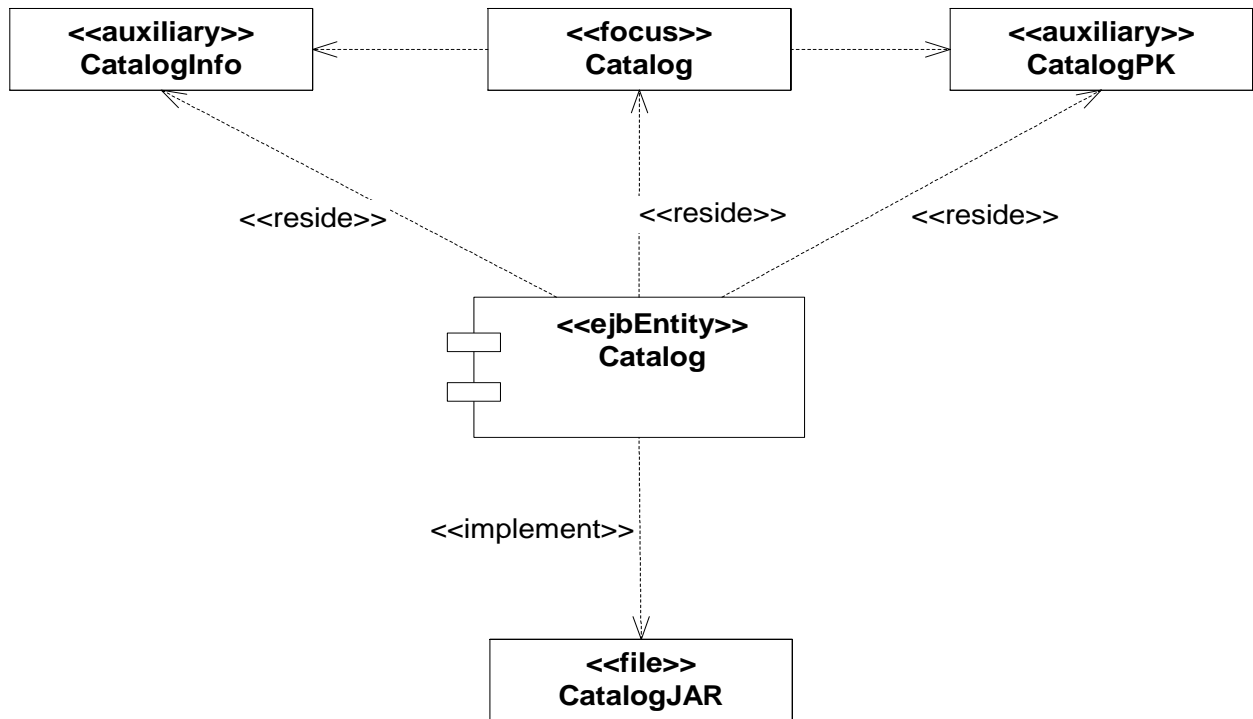 <<auxiliary>>
CatalogInfo
<<focus>>
Catalog
<<auxiliary>>
CatalogPK
<<reside>>
<<reside>>
<<reside>>
<<ejbEntity>>
Catalog
<<implement>>
<<file>>
CatalogJAR